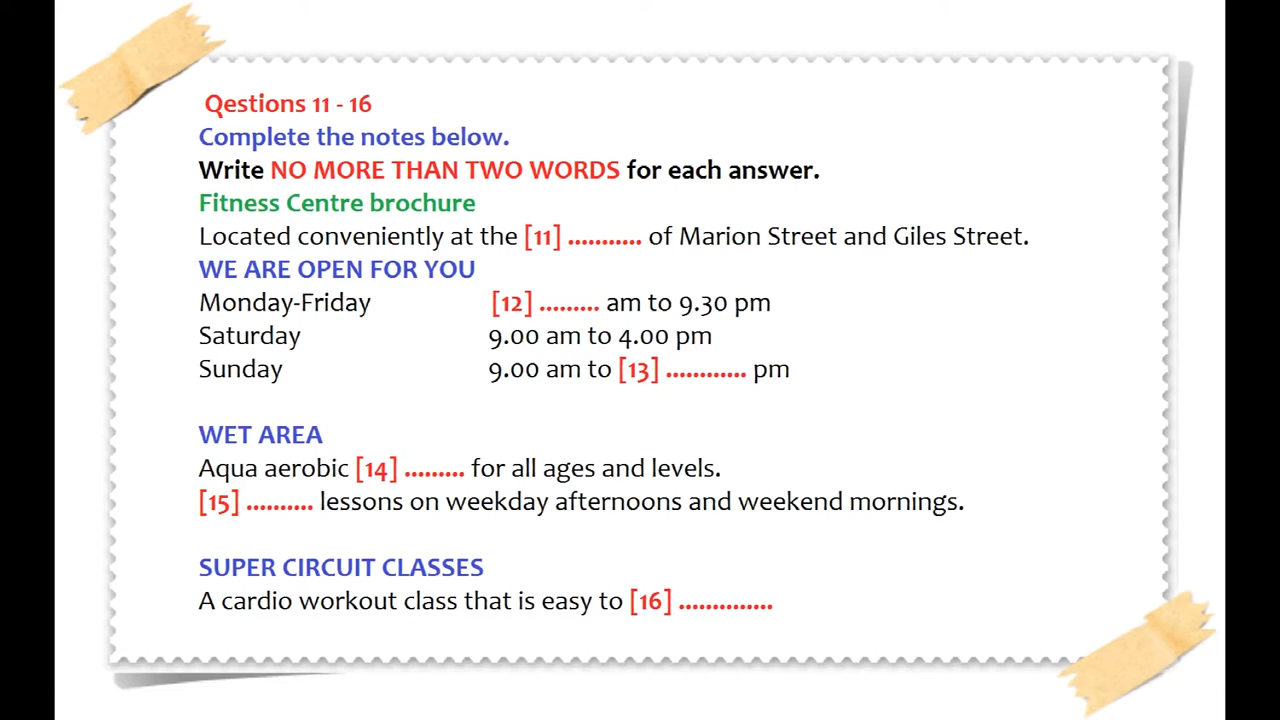 Qestions 11 - 16
Complete the notes below.
Write NO MORE THAN TWO WORDS for each answer.
Fitness Centre brochure
Located conveniently at the [11] ........... of Marion Street and Giles Street.
WE ARE OPEN FOR YOU
Monday-Friday [12] ......... am to 9.30 pm
Saturday 9.00 am to 4.00 pm
Sunday 9.00 am to [13] ............ pm
WET AREA
Aqua aerobic [14] ......... for all ages and levels.
[15] .......... lessons on weekday afternoons and weekend mornings.
SUPER CIRCUIT CLASSES
A cardio workout class that is easy to [16] ..............